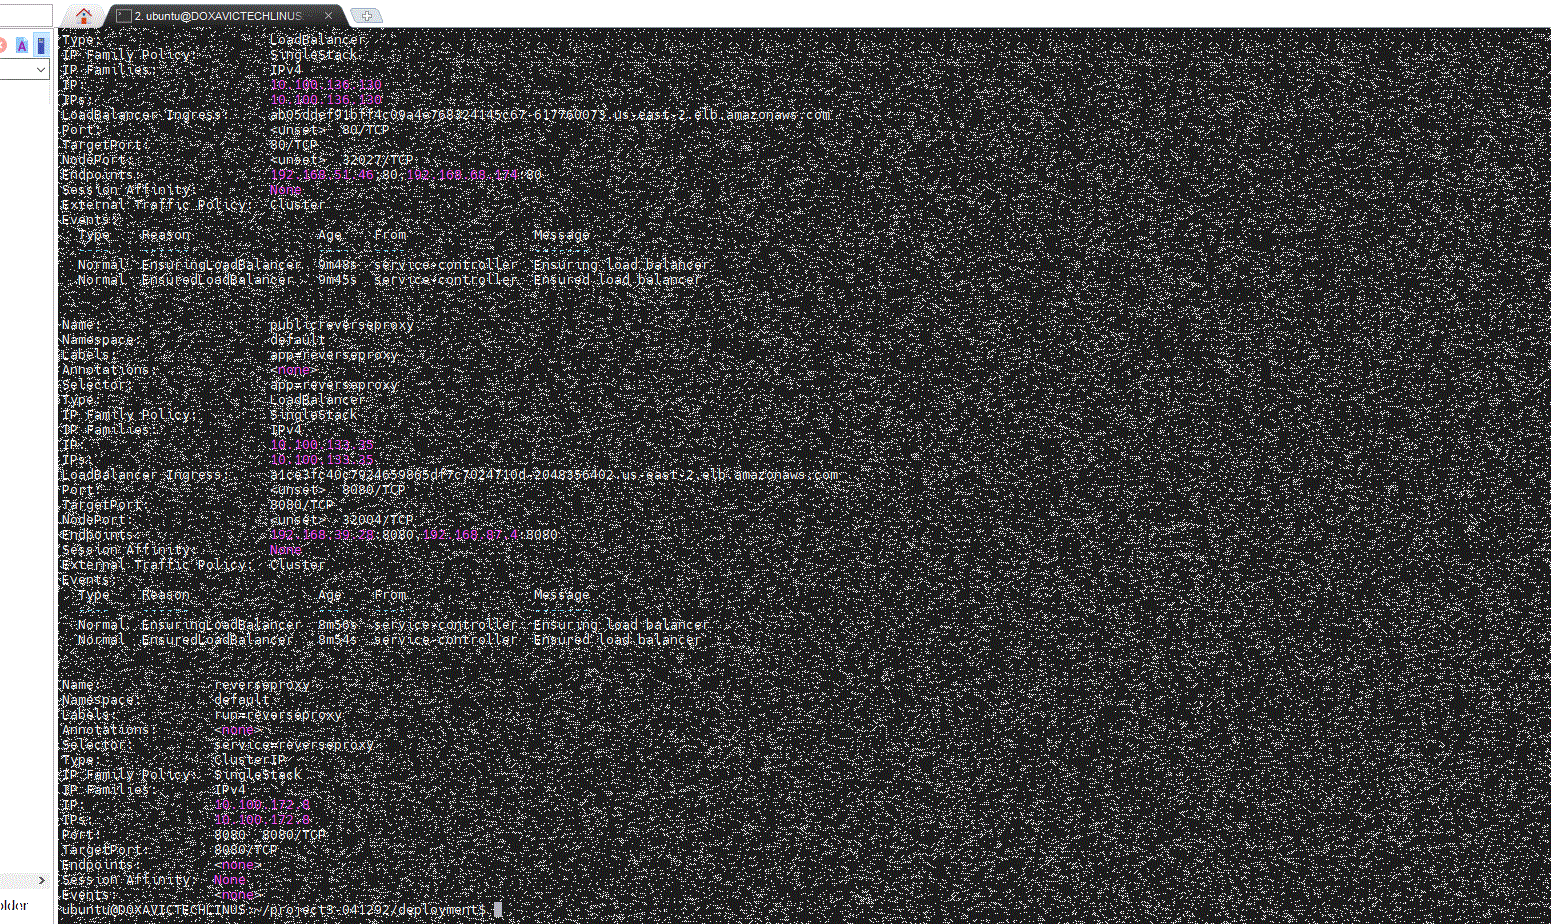 2. ubuntu@DOXAVICTECHLINUS:
Type: LoadBalancer
IP Family Policy: SingleStack
IP Families: IPv4
IP: 10.100.136.130
IPs: 10.100.136.130
LoadBalancer Ingress: .us-east-2.elb.amazonaws.com
Port: <unset> 80/TCP
TargetPort: 80/TCP
NodePort: <unset> 32027/TCP
Endpoints: 192.168.51.46:80,192.168.68.174:80
Session Affinity: None
External Traffic Policy: Cluster
Events:
Type Reason Age From Message
Normal EnsuringLoadBalancer 9m48s service-controller Ensuring load balancer
Normal EnsuredLoadBalancer 9m45s service-controller Ensured load balancer
Name: publicreverseproxy
Namespace: default
Labels: app=reverseproxy
Annotations: <none>
Selector: app=reverseproxy
Type: LoadBalancer
IP Family Policy: SingleStack
IP Families: IPv4
IP: 10.100.133.35
IPs: 10.100.133.35
LoadBalancer Ingress: .us-east-2.elb.amazonaws.com
Port: <unset> 8080/TCP
TargetPort: 8080/TCP
NodePort: <unset> 32004/TCP
Endpoints: 192.168.39.28:8080,192.168.87.4:8080
Session Affinity: None
External Traffic Policy: Cluster
Events:
Type Reason Age From Message
Normal EnsuringLoadBalancer 8m56s service-controller Ensuring load balancer
Normal EnsuredLoadBalancer 8m54s service-controller Ensured load balancer
Name: reverseproxy
Namespace: default
Labels: run=reverseproxy
Annotations: <none>
Selector: service=reverseproxy
Type: ClusterIP
IP Family Policy: SingleStack
IP Families: IPv4
IP: 10.100.172.8
IPs: 10.100.172.8
Port: 8080 8080/TCP
TargetPort: 8080/TCP
Endpoints: <none>
Session Affinity: None
Events: <none>
ubuntu@DOXAVICTECHLINUS:~/project3-041292/deployment$
older